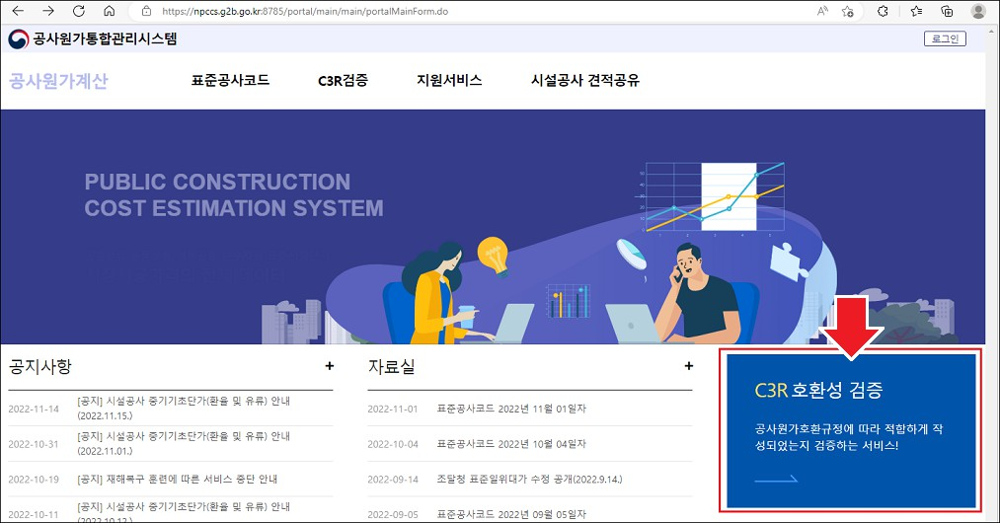 https://npccs.g2b.go.kr:8785/portal/main/main/portalMainForm.do
공사원가통합관리시스템
로그인
공사원가계산
표준공사코드
C3R검증
지원서비스
시설공사 견적공유
PUBLIC CONSTRUCTION
COST ESTIMATION SYSTEM
공지사항
+
2022-11-14
[공지] 시설공사 중기기초단가(환율 및 유류) 안내
(2022.11.15.)
2022-10-31
[공지] 시설공사 중기기초단가(환율 및 유류) 안내
(2022.11.01.)
2022-10-19
[공지] 재해복구 훈련에 따른 서비스 중단 안내
2022-10-11
[공지] 시설공사 중기기초단가(환율 및 유류) 안내
(2022.10.12.)
자료실
+
2022-11-01
표준공사코드 2022년 11월 01일자
2022-10-04
표준공사코드 2022년 10월 04일자
2022-09-14
조달청 표준일위대가 수정 공개(2022.9.14.)
2022-09-05
표준공사코드 2022년 09월 05일자
C3R 호환성 검증
공사원가호환규정에 따라 적합하게 작
성되었는지 검증하는 서비스!